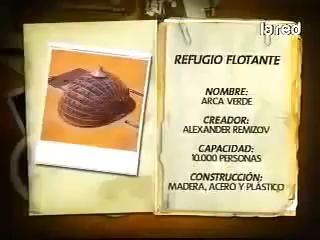 la red
REFUGIO FLOTANTE
NOMBRE:
ARCA VERDE
CREADOR:
ALEXANDER REMIZOV
CAPACIDAD:
10.000 PERSONAS
CONSTRUCCIÓN:
MADERA, ACERO Y PLÁSTICO